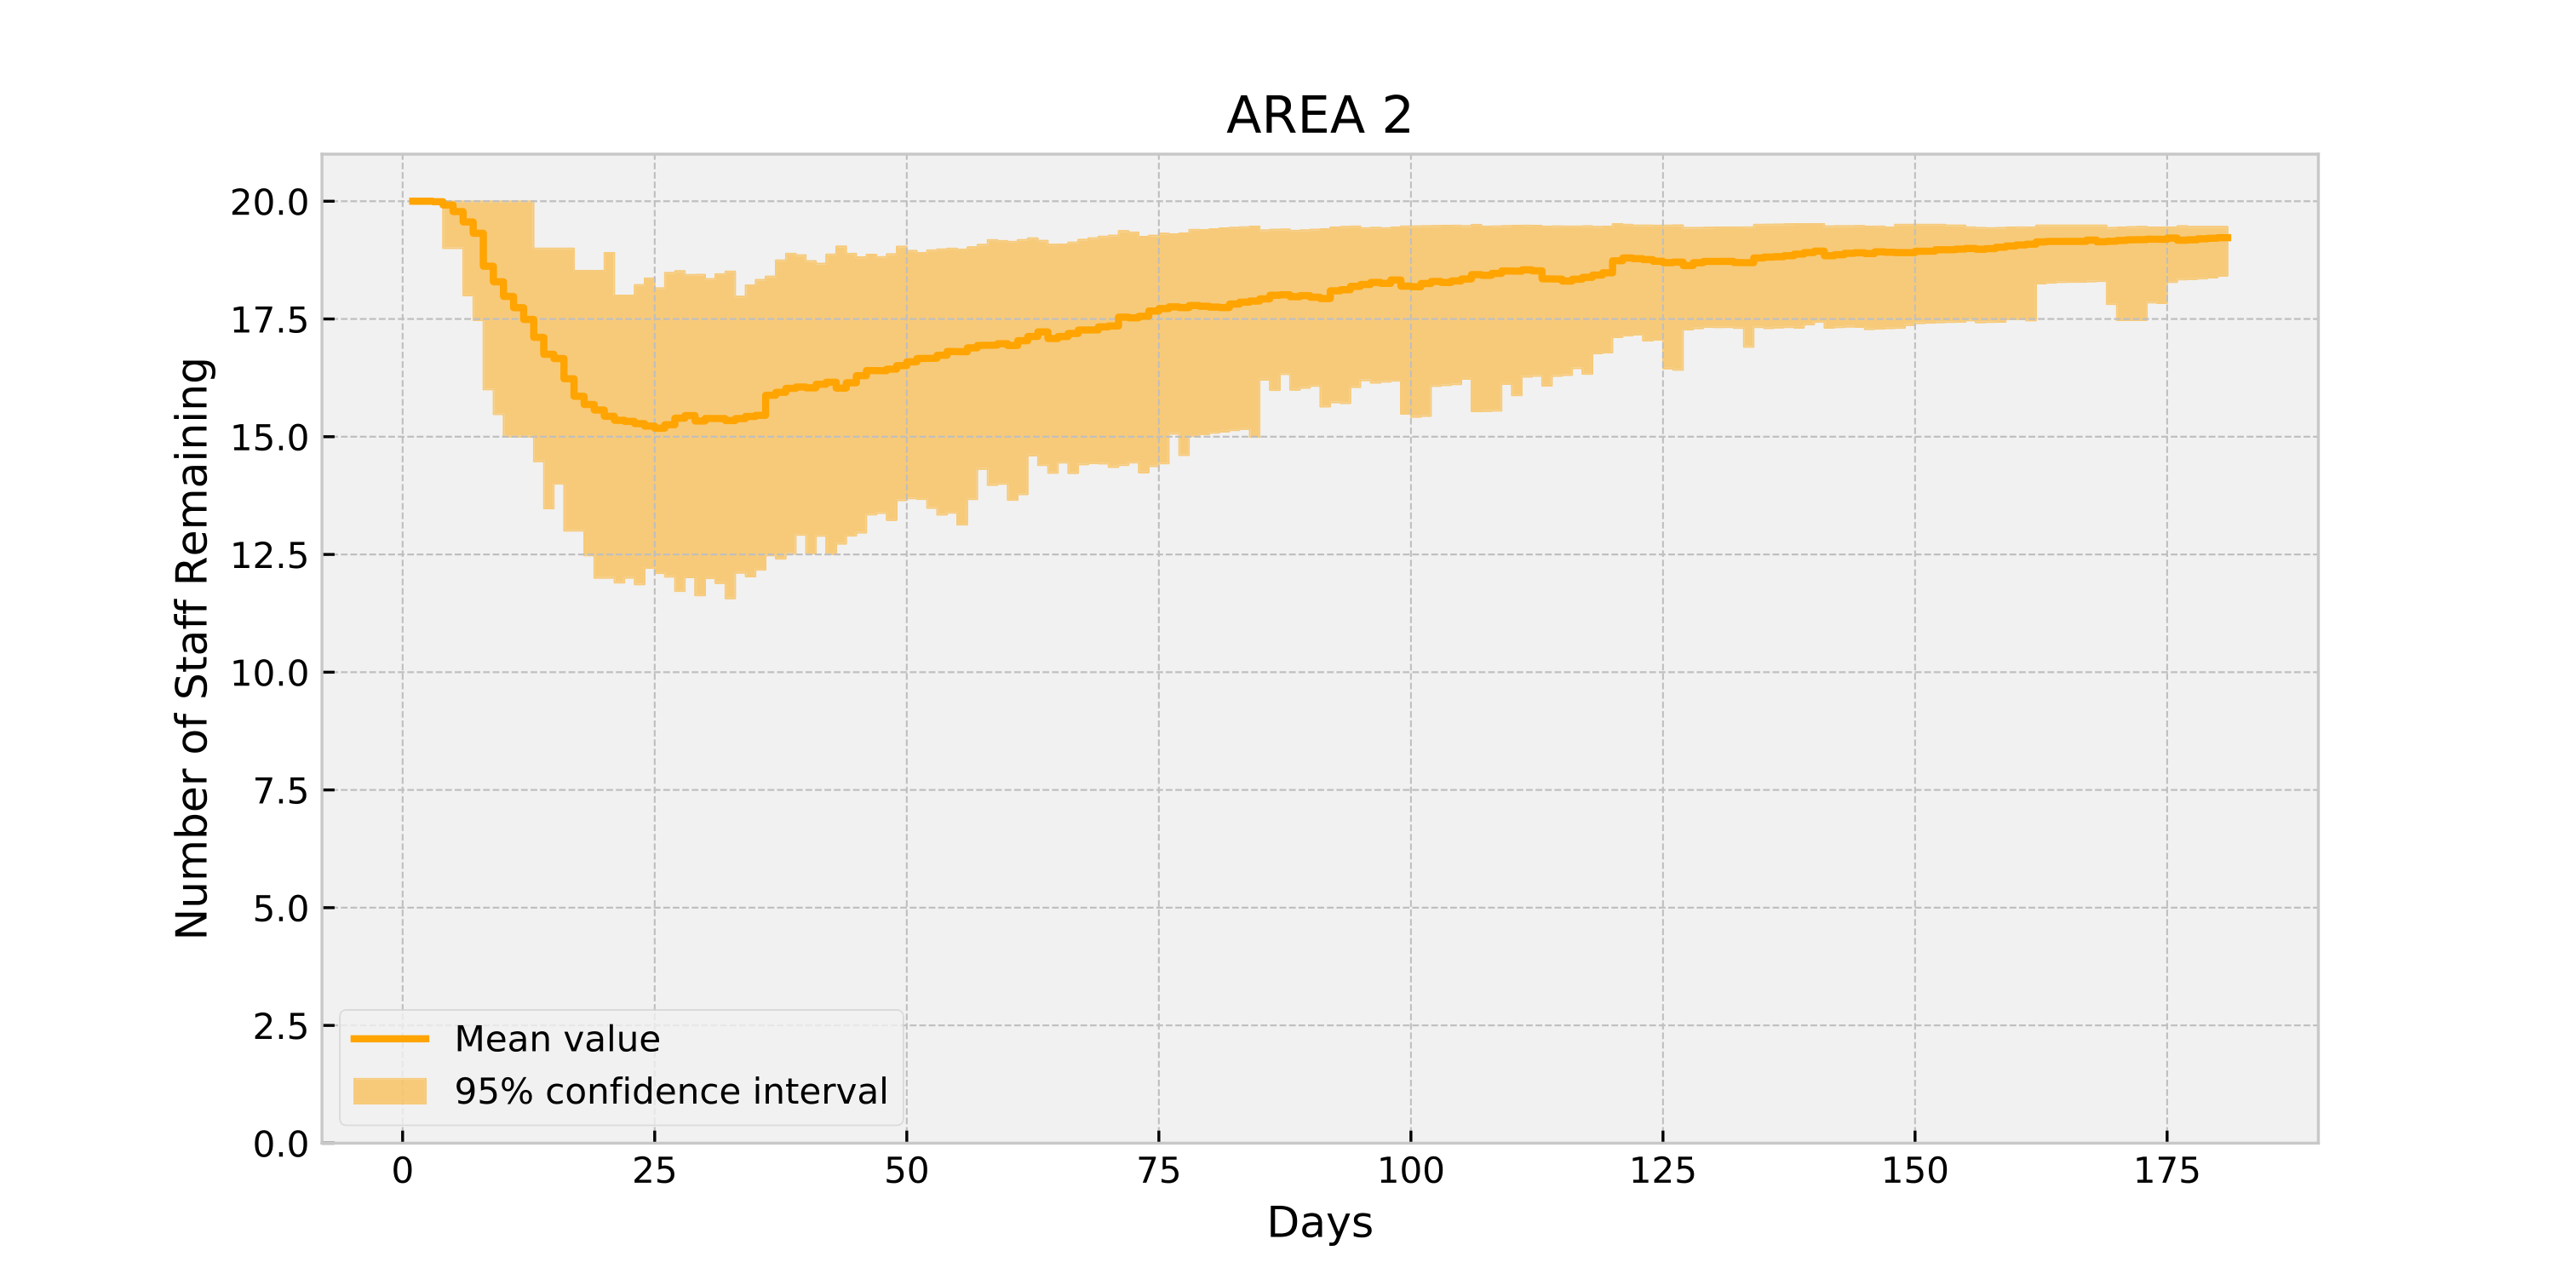 AREA 2
Number of Staff Remaining
20.0
17.5
15.0
12.5
10.0
7.5
5.0
2.5
0.0
Mean value
95% confidence interval
0 25 50 75 100 125 150 175
Days